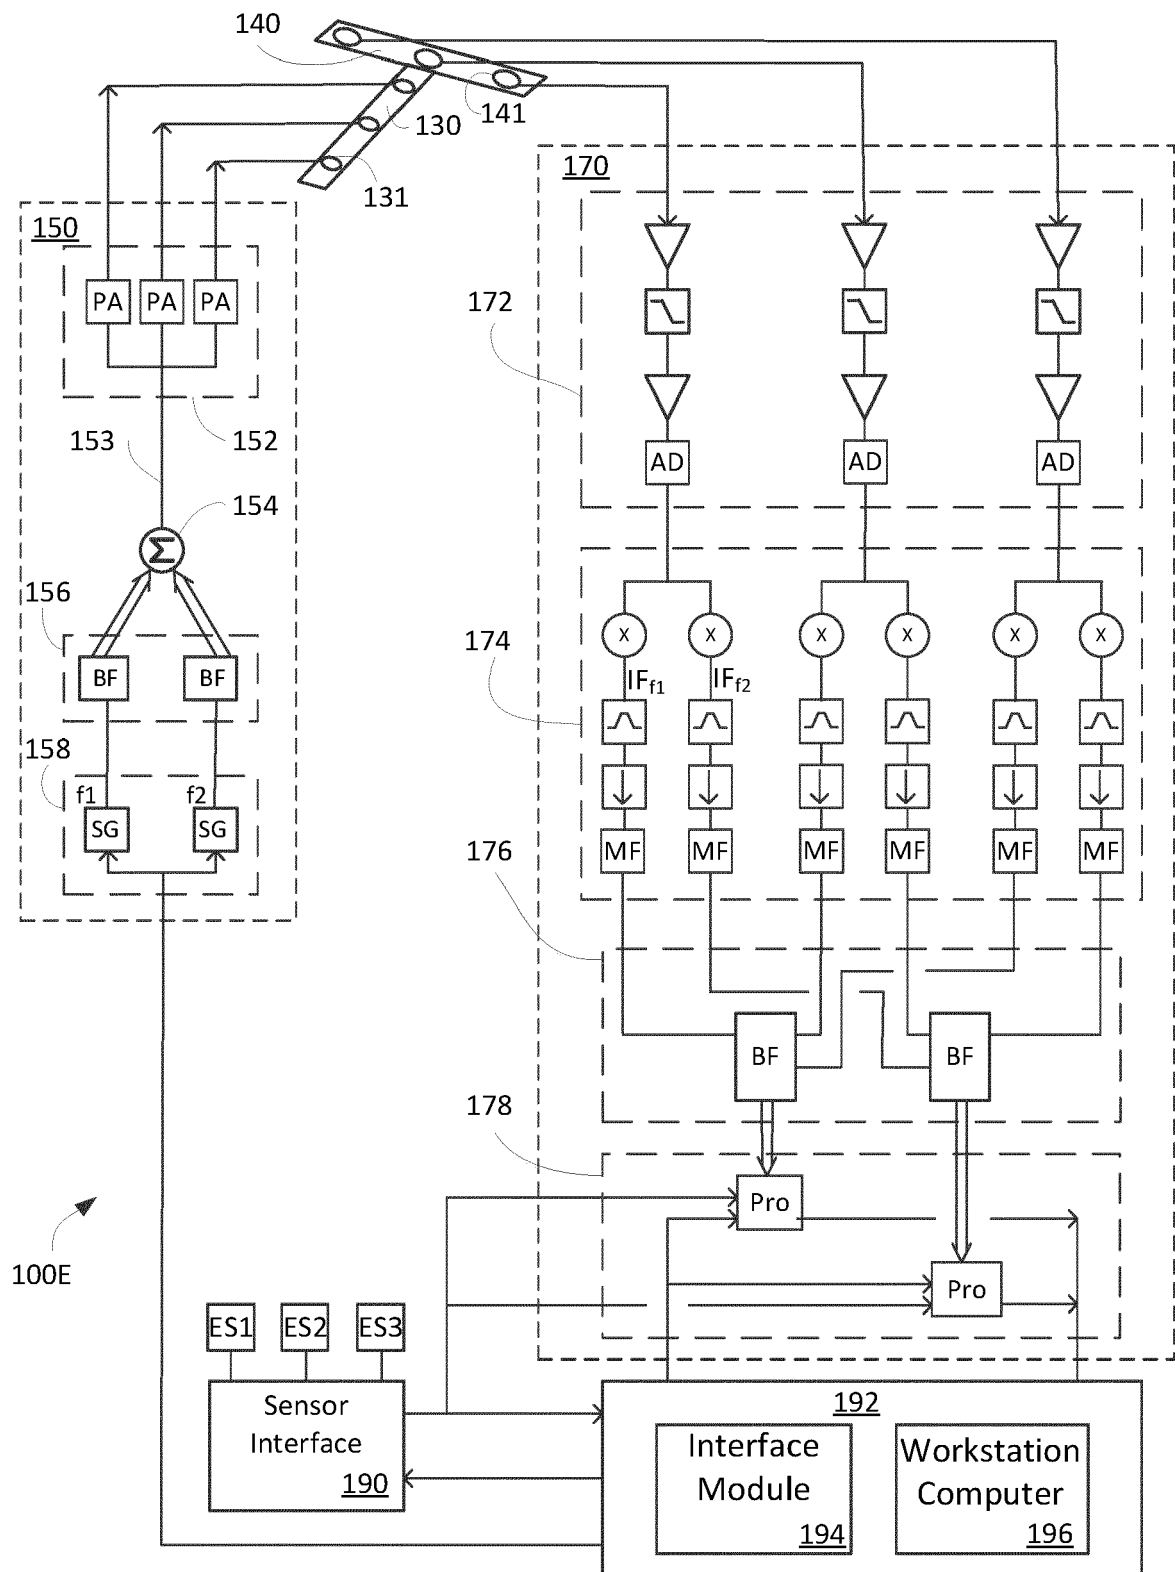 140
130
141
131
170
150
PA PA PA
172
152
153
AD AD AD
154
Σ
156
X X X X X X
BF BF
174
IFf1 IFf2
158
f1 f2
SG SG
MF MF MF MF MF MF
176
BF BF
178
Pro
100E
Pro
ES1 ES2 ES3
Sensor
Interface
190
192
Interface
Module
194
Workstation
Computer
196